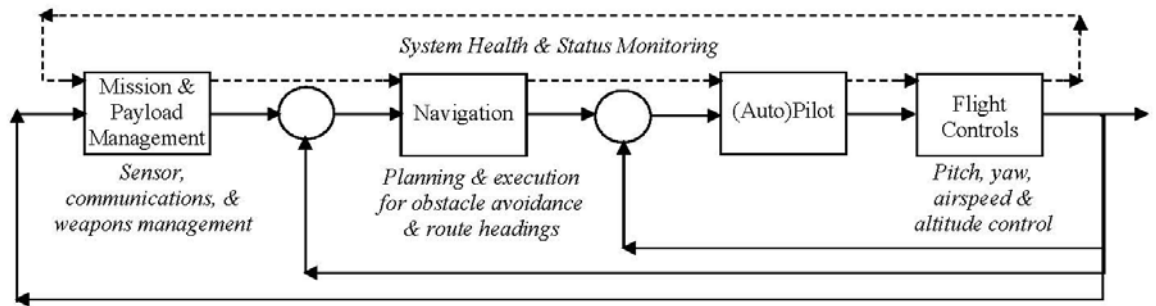 System Health & Status Monitoring
Mission &
Payload
Management
Navigation
(Auto)Pilot
Flight
Controls
Sensor,
communications, &
weapons management
Planning & execution
for obstacle avoidance
& route headings
Pitch, yaw,
airspeed &
altitude control